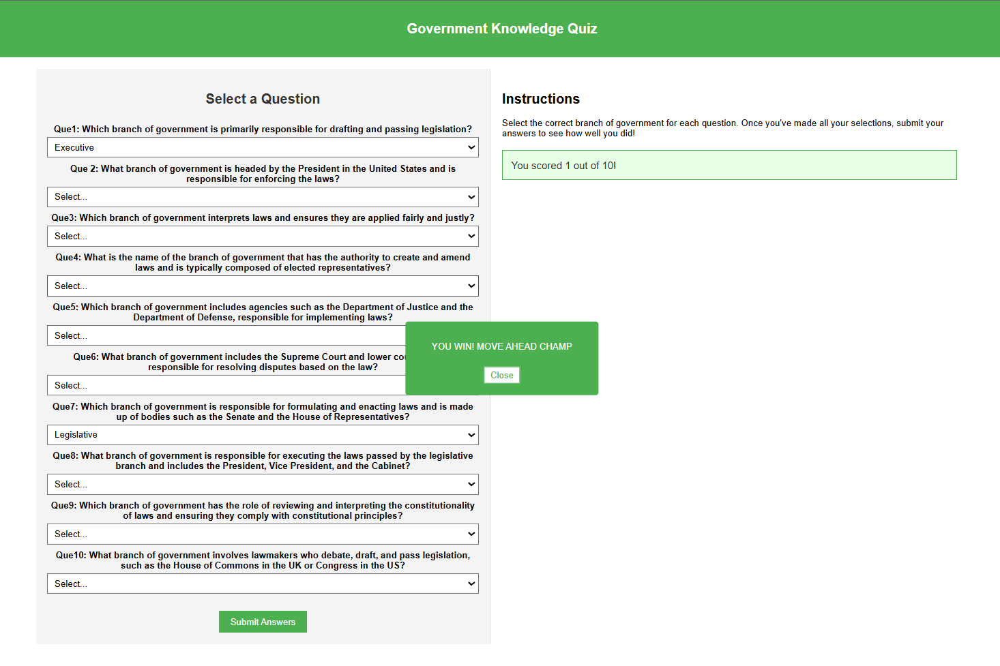 Government Knowledge Quiz
Select a Question
Que1: Which branch of government is primarily responsible for drafting and passing legislation?
Executive
Que 2: What branch of government is headed by the President in the United States and is
responsible for enforcing the laws?
Select...
Que3: Which branch of government interprets laws and ensures they are applied fairly and justly?
Select...
Que4: What is the name of the branch of government that has the authority to create and amend
laws and is typically composed of elected representatives?
Select...
Que5: Which branch of government includes agencies such as the Department of Justice and the
Department of Defense, responsible for implementing laws?
Select...
Que6: What branch of government includes the Supreme Court and lower
responsible for resolving disputes based on the law?
Select...
Que7: Which branch of government is responsible for formulating and enacting laws and is made
up of bodies such as the Senate and the House of Representatives?
Legislative
Que8: What branch of government is responsible for executing the laws passed by the legislative
branch and includes the President, Vice President, and the Cabinet?
Select...
Que9: Which branch of government has the role of reviewing and interpreting the constitutionality
of laws and ensuring they comply with constitutional principles?
Select...
Que10: What branch of government involves lawmakers who debate, draft, and pass legislation,
such as the House of Commons in the UK or Congress in the US?
Select...
Submit Answers
Instructions
Select the correct branch of government for each question. Once you've made all your selections, submit your
answers to see how well you did!
You scored 1 out of 10!
YOU WIN! MOVE AHEAD CHAMP
Close